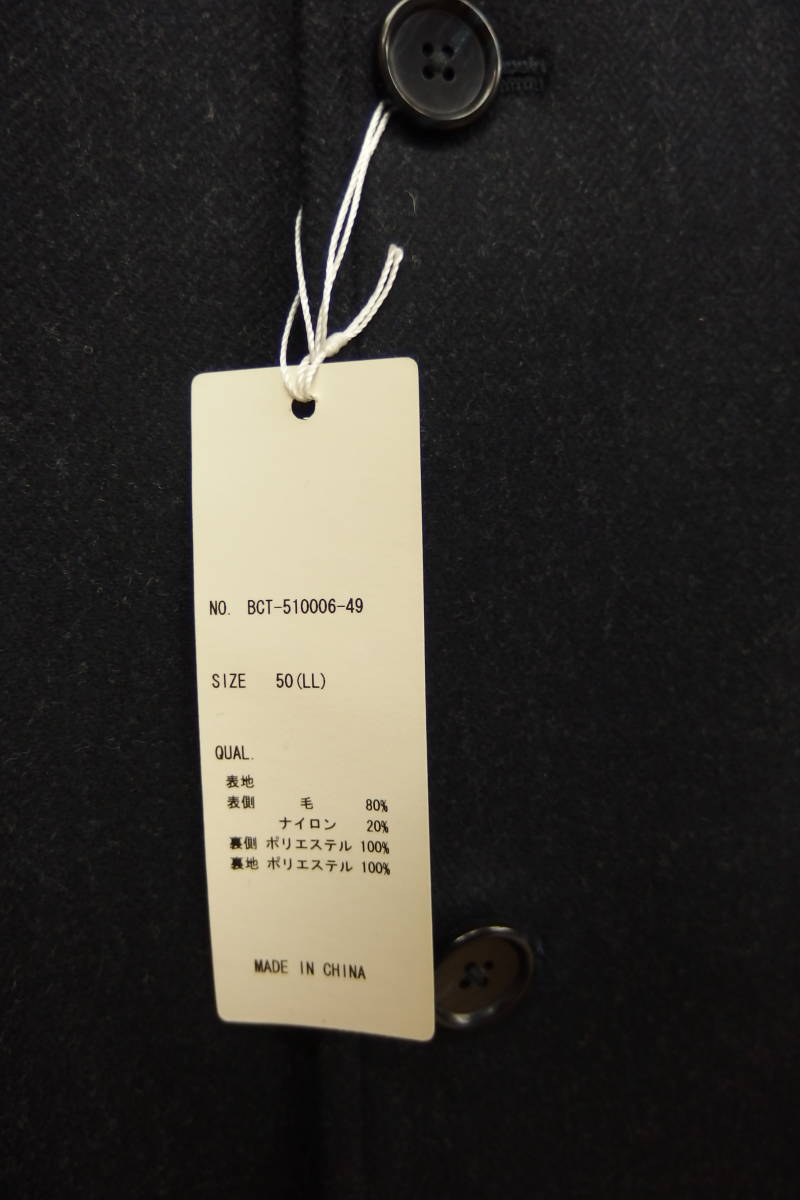 NO. BCT-510006-49
SIZE 50(LL)
QUAL.
表地
表側 毛 80%
ナイロン 20%
裏側 ポリエステル 100%
裏地 ポリエステル 100%
MADE IN CHINA